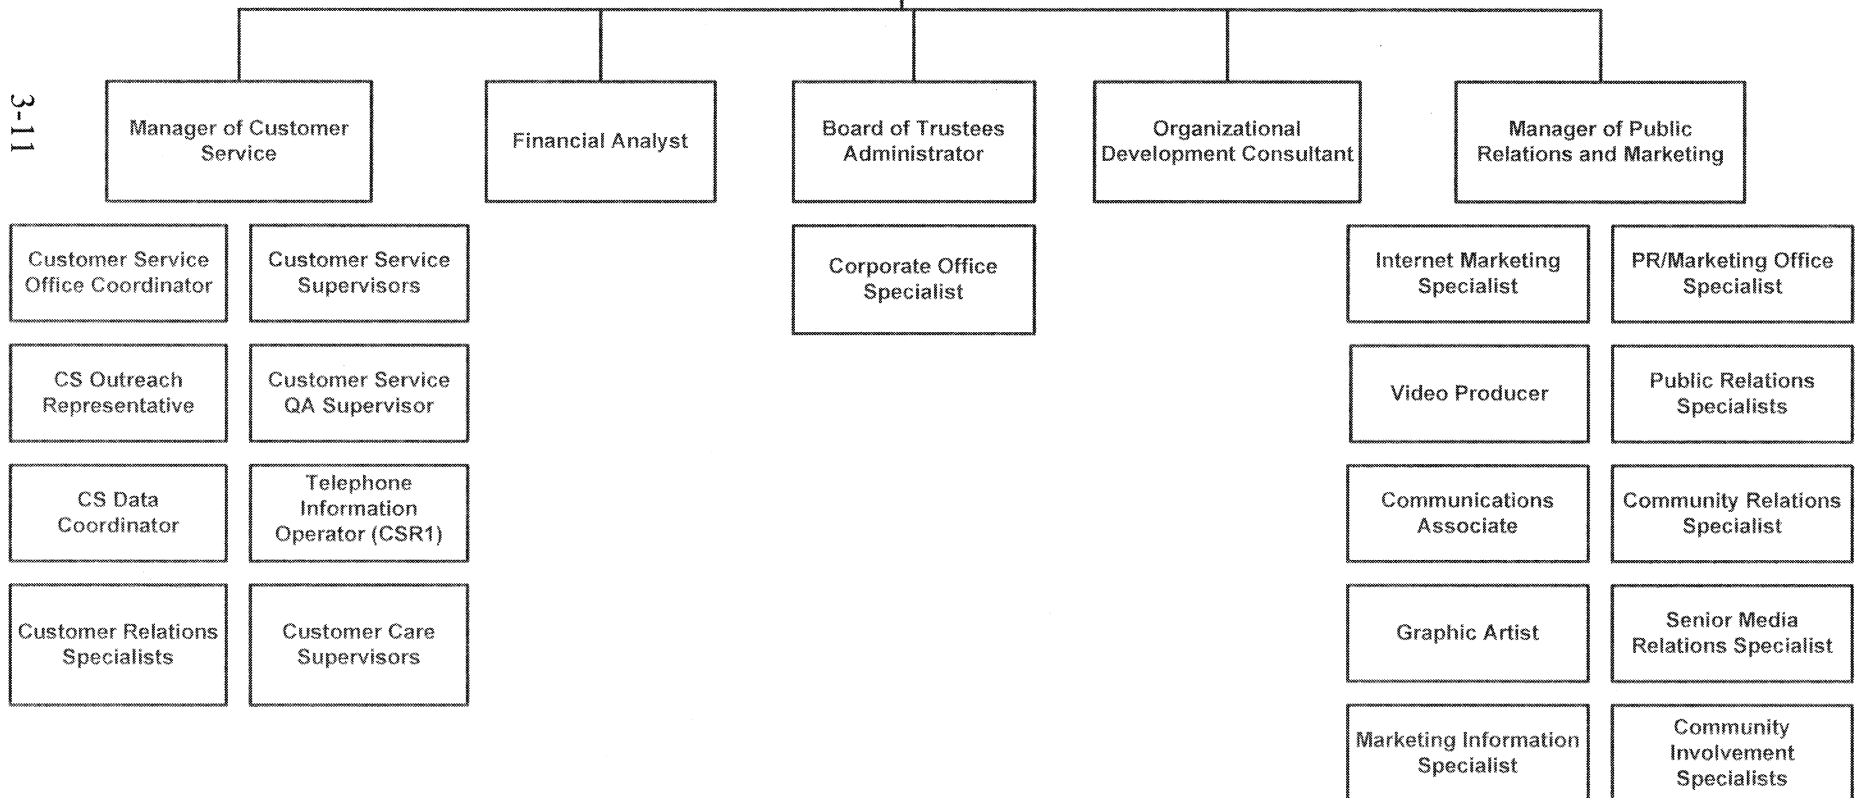 3-11
Manager of Customer
Service
Financial Analyst
Board of Trustees
Administrator
Organizational
Development Consultant
Manager of Public
Relations and Marketing
Customer Service
Office Coordinator
Customer Service
Supervisors
Corporate Office
Specialist
Internet Marketing
Specialist
PR/Marketing Office
Specialist
CS Outreach
Representative
Customer Service
QA Supervisor
Video Producer
Public Relations
Specialists
CS Data
Coordinator
Telephone
Information
Operator (CSR1)
Communications
Associate
Community Relations
Specialist
Customer Relations
Specialists
Customer Care
Supervisors
Graphic Artist
Senior Media
Relations Specialist
Marketing Information
Specialist
Community
Involvement
Specialists